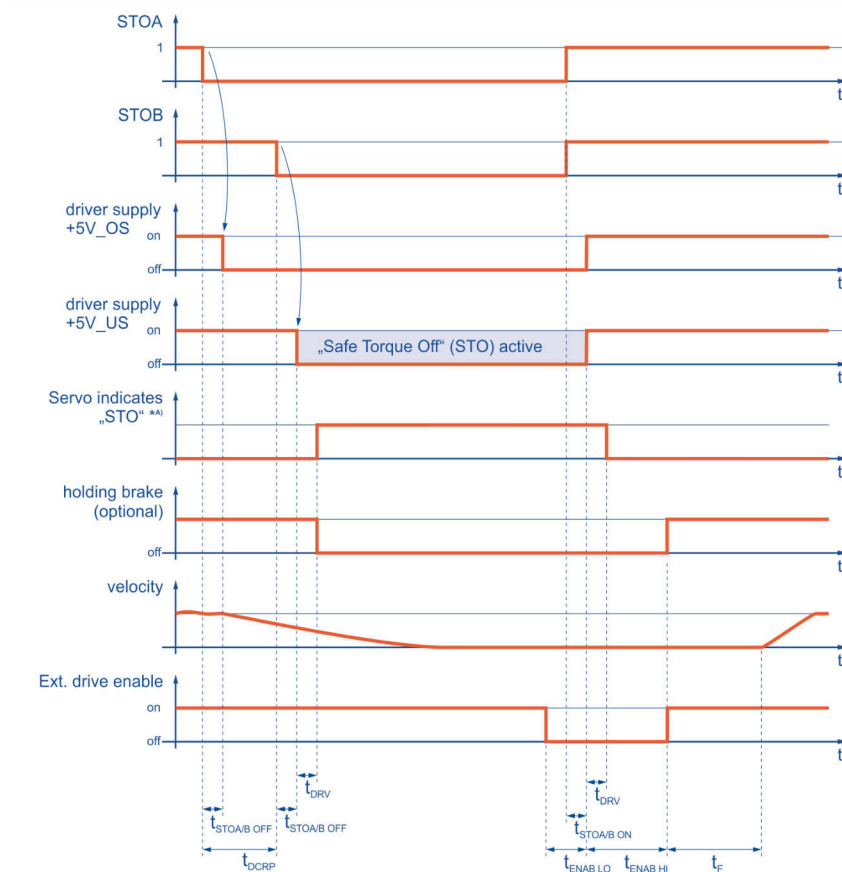 STOA
1
t
STOB
1
t
driver supply
+5V_OS
on
off
t
driver supply
+5V_US
on
„Safe Torque Off“ (STO) active
off
t
Servo indicates
„STO“ *A)
t
holding brake
(optional)
off
t
velocity
t
Ext. drive enable
on
off
t
tDRV
tDRV
tSTOA/B OFF
tSTOA/B OFF
tSTOA/B ON
tDCRP
tENAB LO
tENAB HI
tF